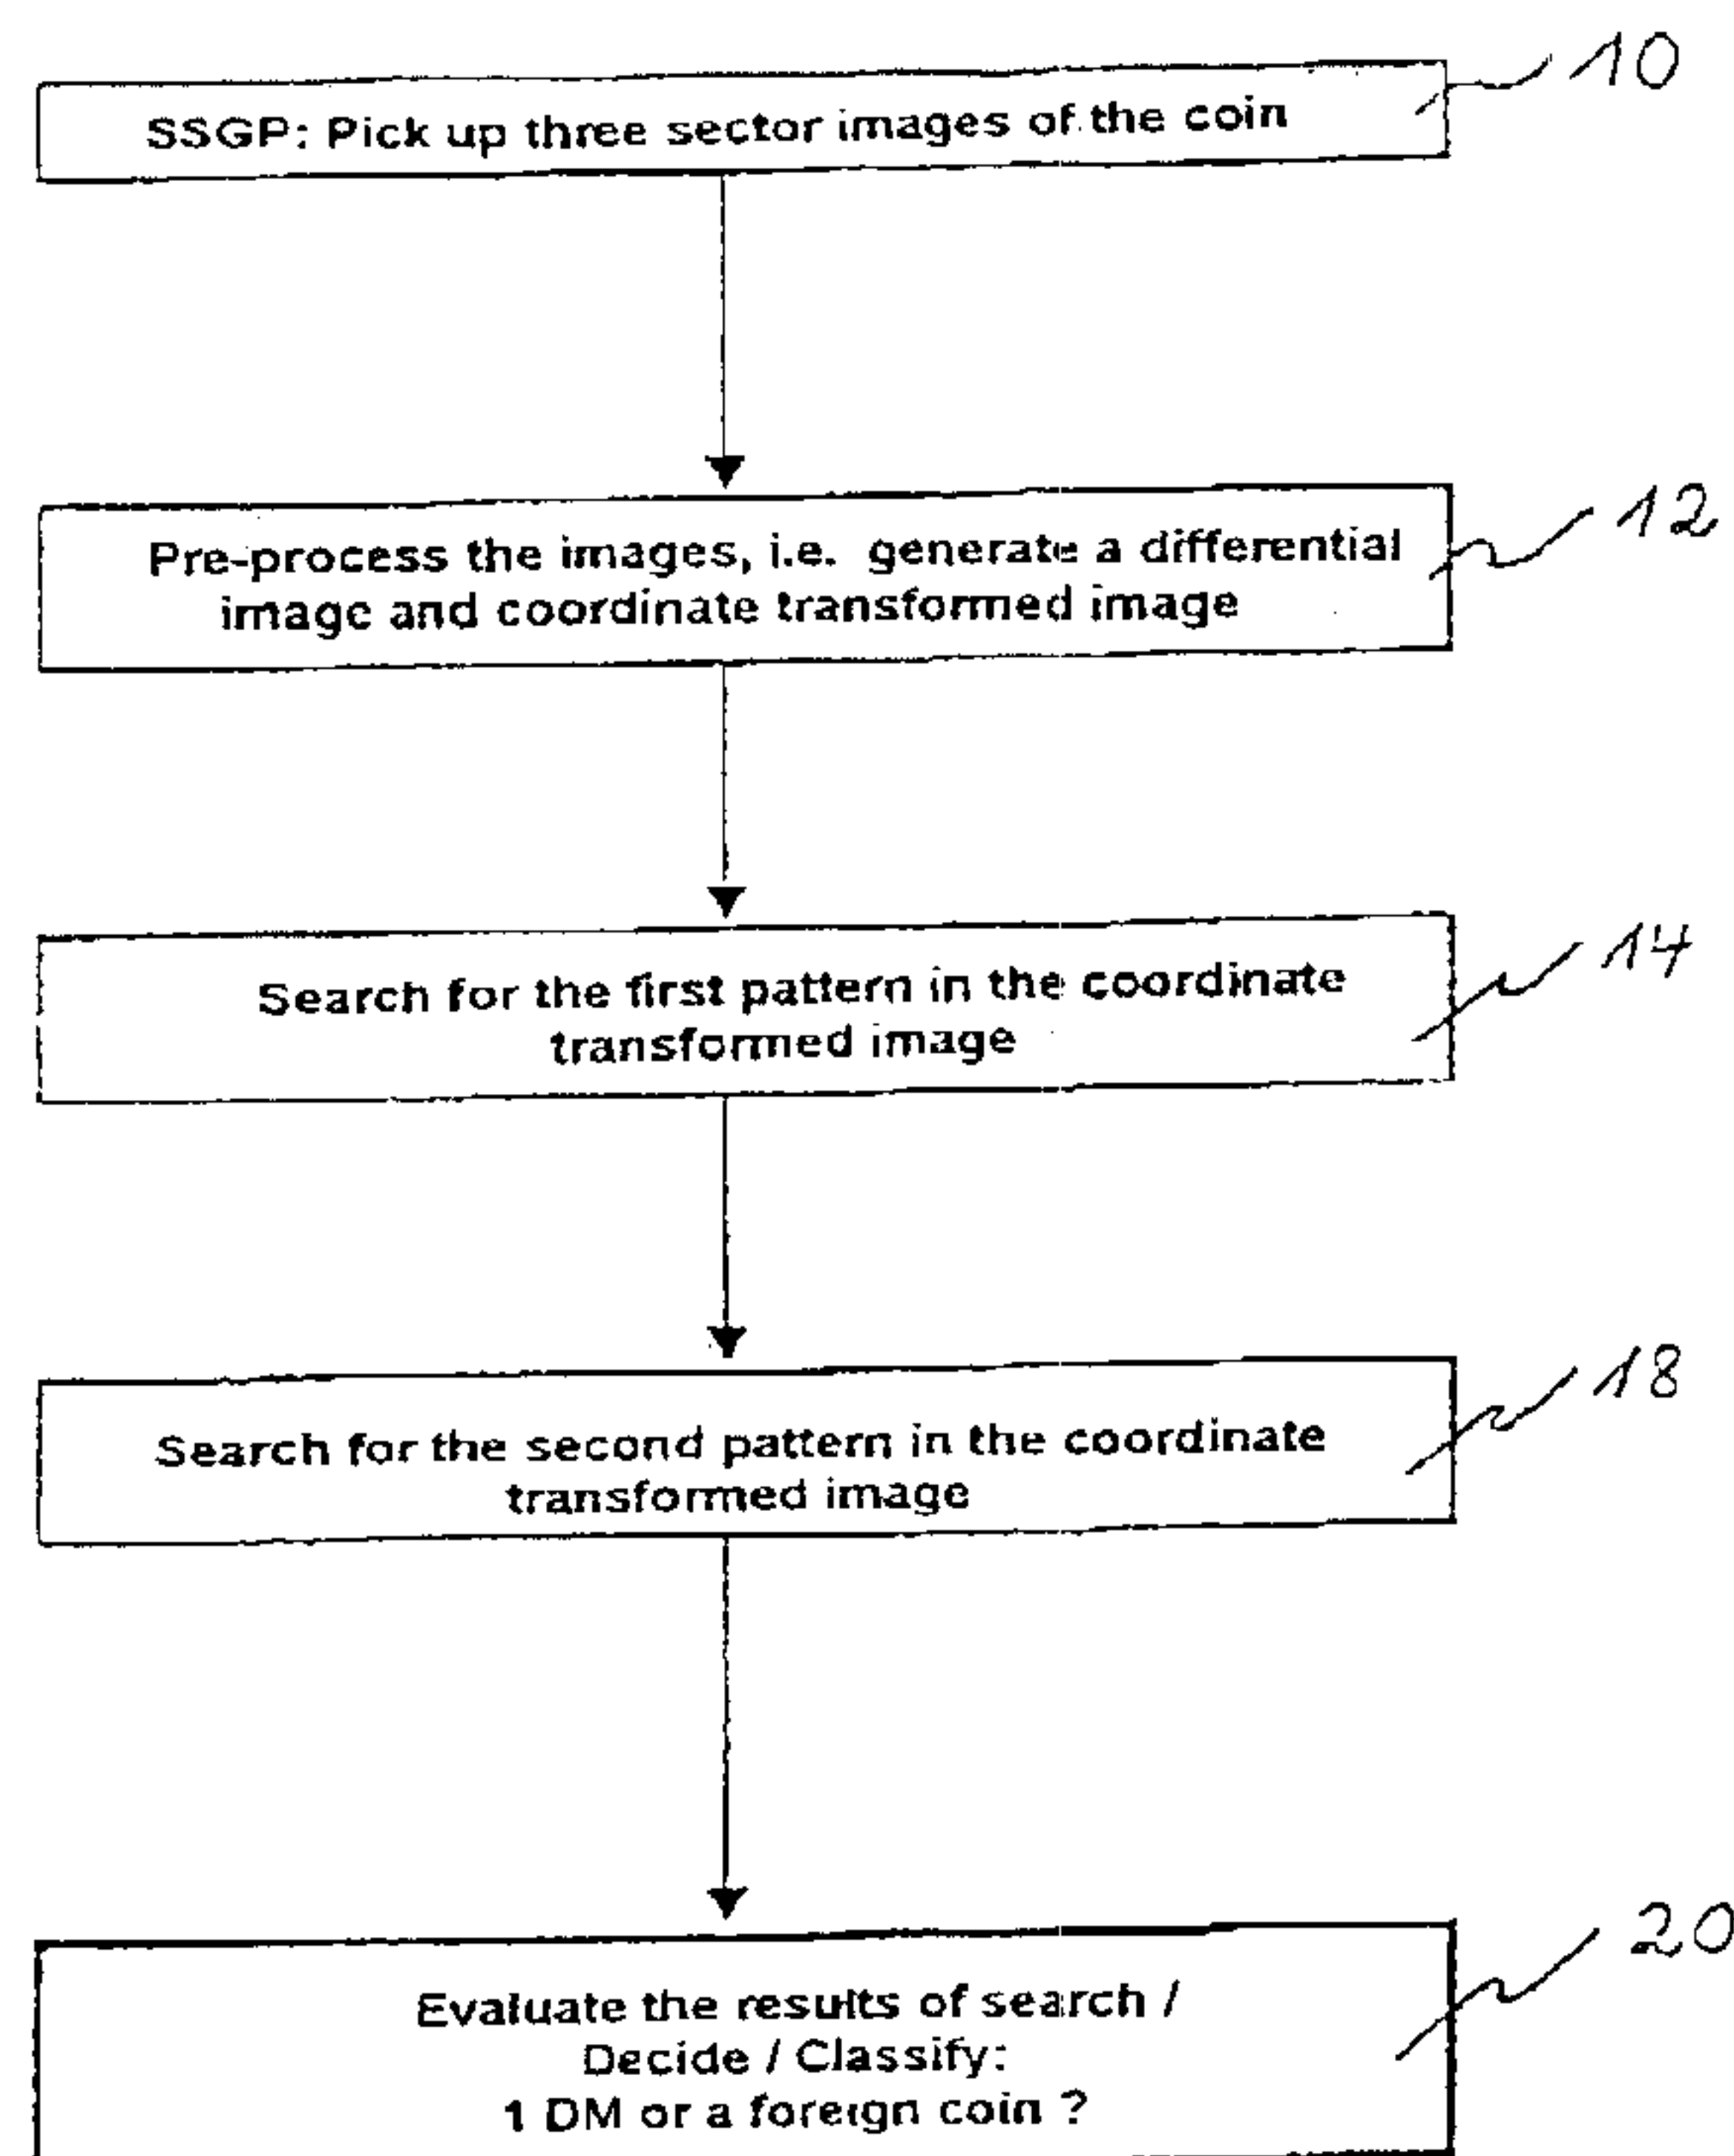 10
SSGP: Pick up three sector images of the coin
12
Pre-process the images, i.e. generate a differential
image and coordinate transformed image
14
Search for the first pattern in the coordinate
transformed image
18
Search for the second pattern in the coordinate
transformed image
20
Evaluate the results of search /
Decide / Classify:
1 DM or a foreign coin ?